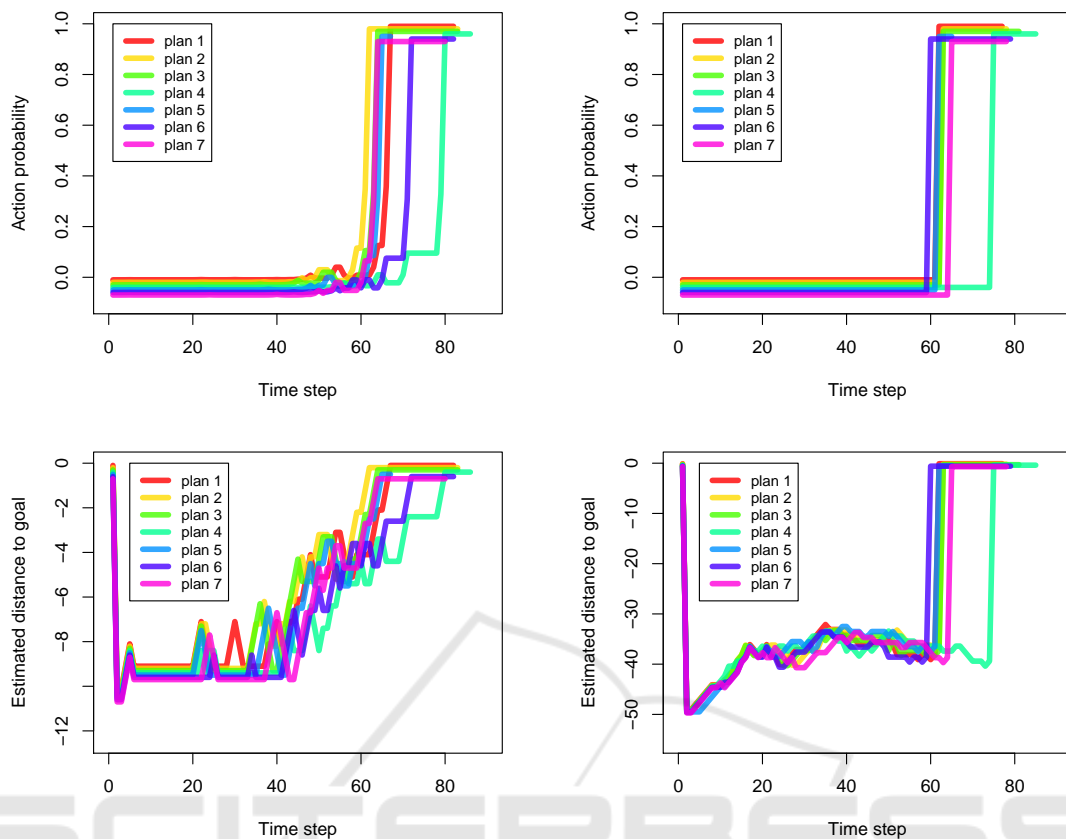 Action probability
0.0 0.2 0.4 0.6 0.8 1.0
plan 1
plan 2
plan 3
plan 4
plan 5
plan 6
plan 7
0 20 40 60 80
Time step
Action probability
0.0 0.2 0.4 0.6 0.8 1.0
plan 1
plan 2
plan 3
plan 4
plan 5
plan 6
plan 7
0 20 40 60 80
Time step
Estimated distance to goal
−12 −8 −6 −4 −2 0
plan 1
plan 2
plan 3
plan 4
plan 5
plan 6
plan 7
0 20 40 60 80
Time step
Estimated distance to goal
−50 −40 −30 −20 −10 0
plan 1
plan 2
plan 3
plan 4
plan 5
plan 6
plan 7
0 20 40 60 80
Time step
SCITEPRESS